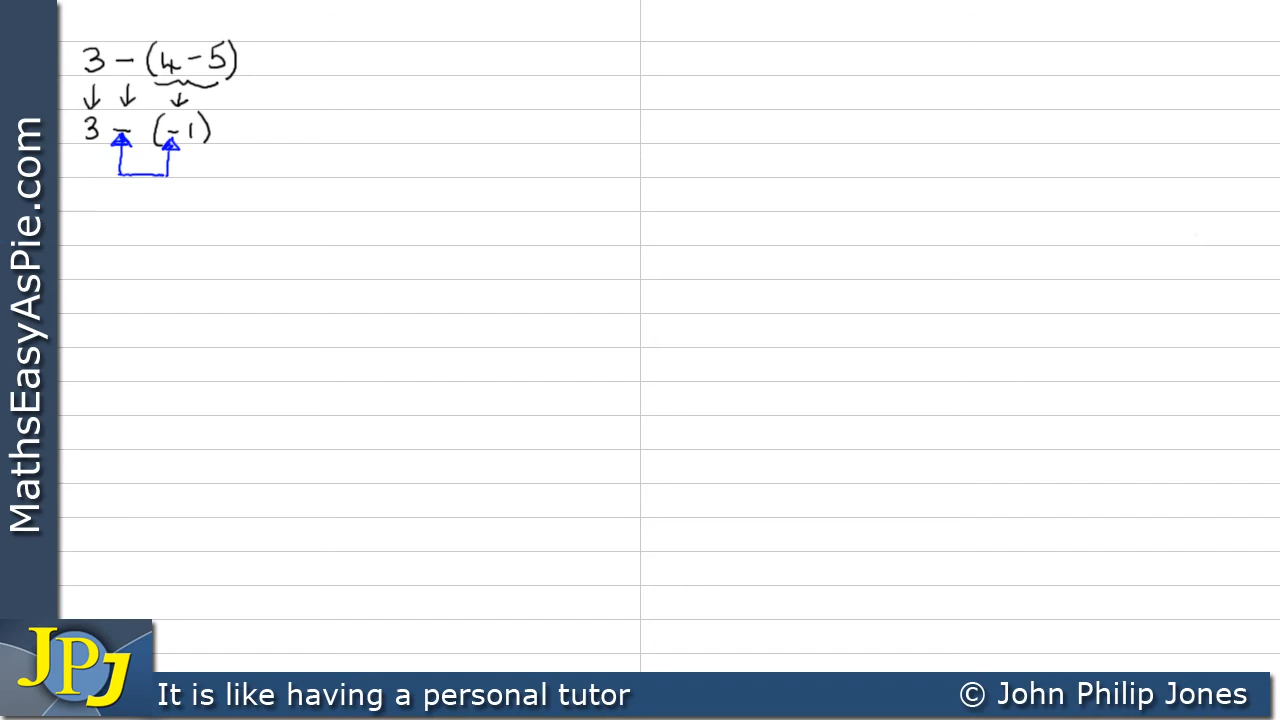 3 - (4 - 5)
3 - (-1)
MathsEasyAsPie.com
JPJ
It is like having a personal tutor
© John Philip Jones